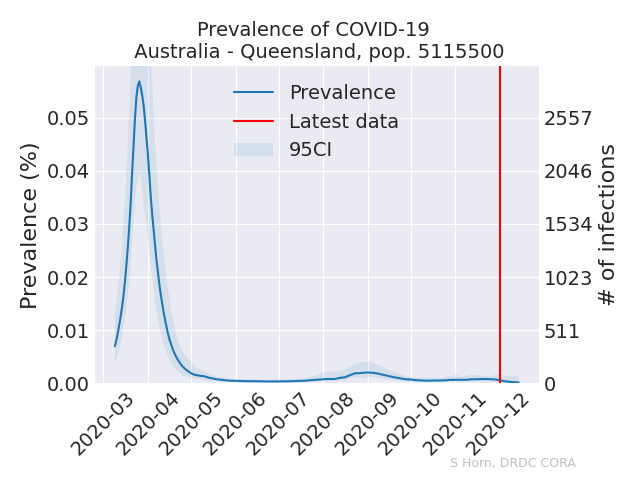 Prevalence of COVID-19
Australia - Queensland, pop. 5115500
Prevalence
Latest data
95CI
Prevalence (%)
0.05
0.04
0.03
0.02
0.01
0.00
2557
2046
1534
1023
511
0
# of infections
2020-03
2020-04
2020-05
2020-06
2020-07
2020-08
2020-09
2020-10
2020-11
2020-12
S Horn, DRDC CORA